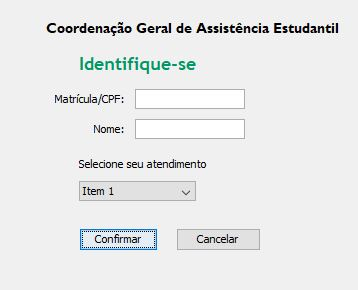 Coordenação Geral de Assistência Estudantil
Identifique-se
Matrícula/CPF:
Nome:
Selecione seu atendimento
Item 1
Confirmar Cancelar